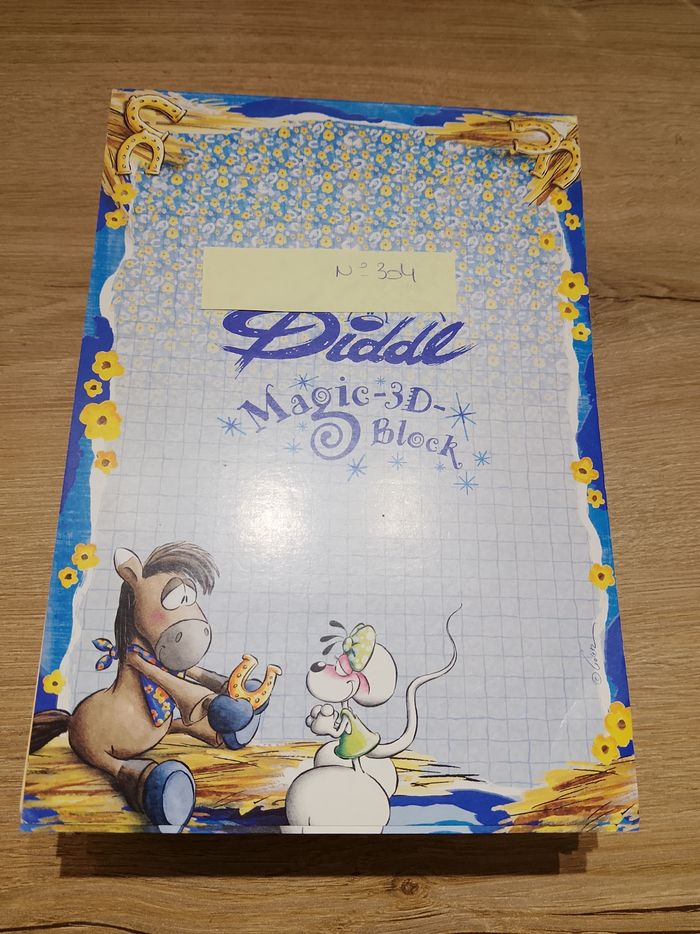 N° 304
Diddl
Magic-3D-
Block